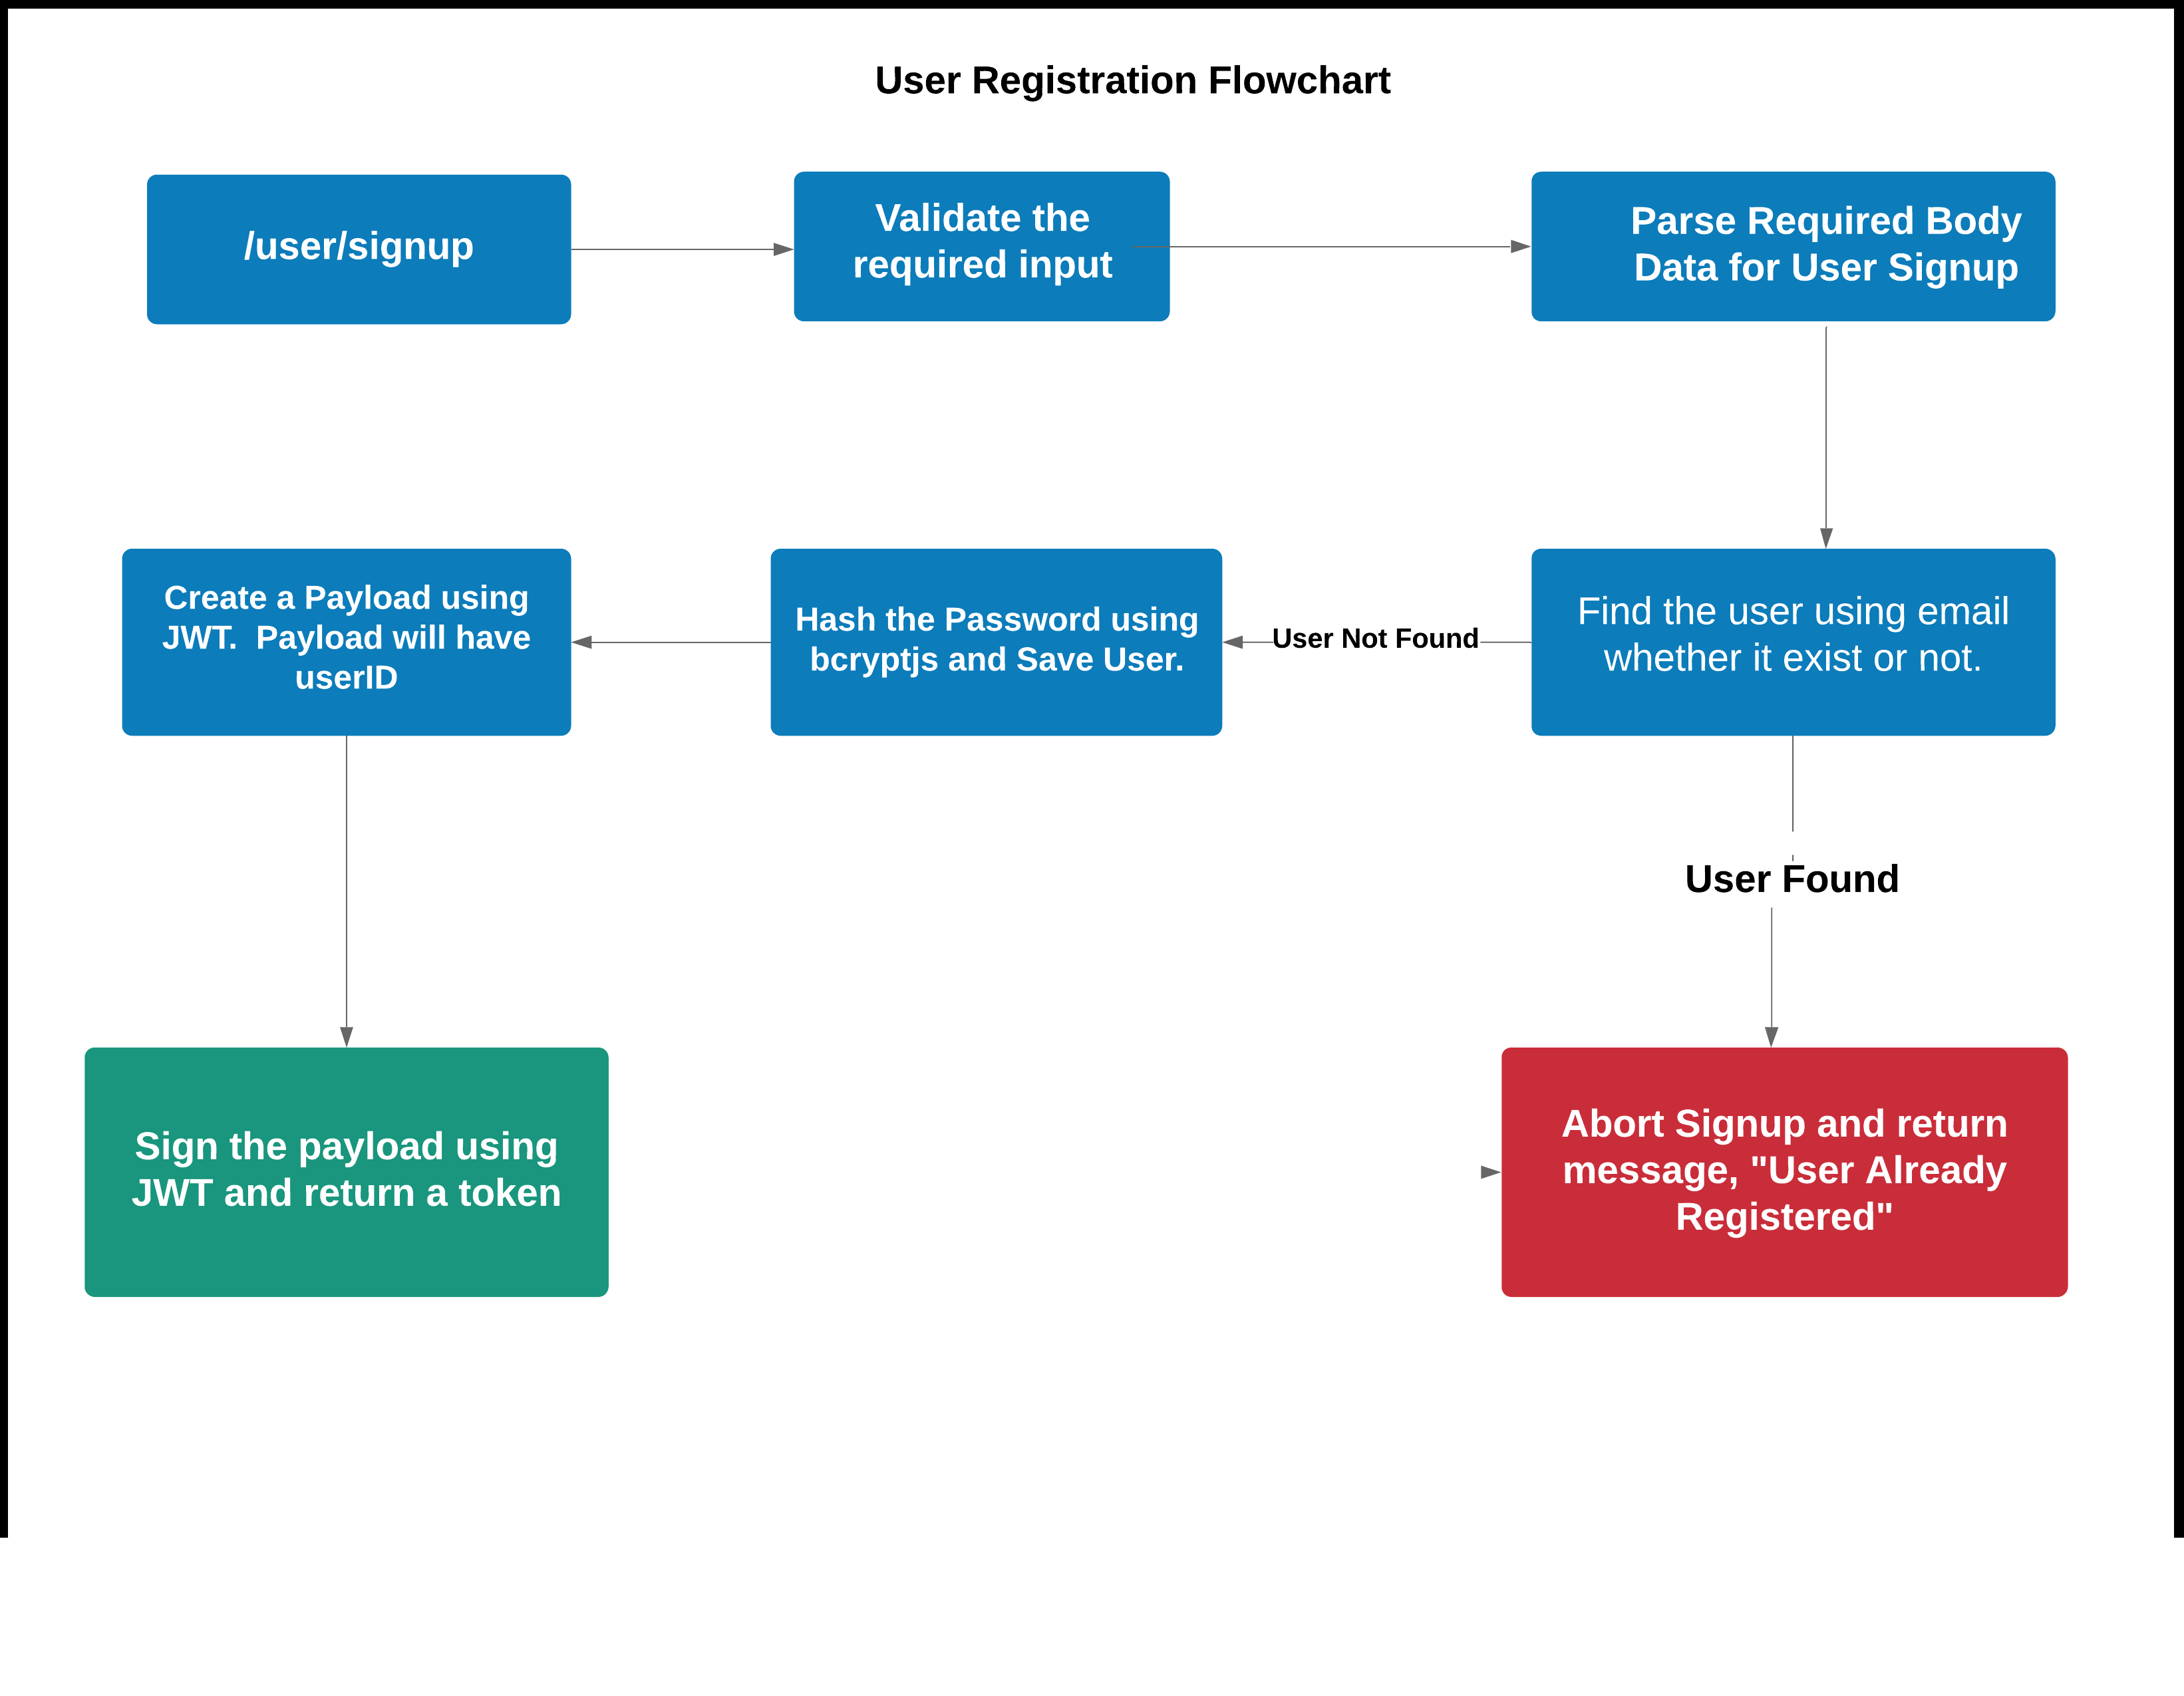 User Registration Flowchart
/user/signup
Validate the
required input
Parse Required Body
Data for User Signup
Create a Payload using
JWT.  Payload will have
userID
Hash the Password using
bcryptjs and Save User.
User Not Found
Find the user using email
whether it exist or not.
User Found
Sign the payload using
JWT and return a token
Abort Signup and return
message, "User Already
Registered"